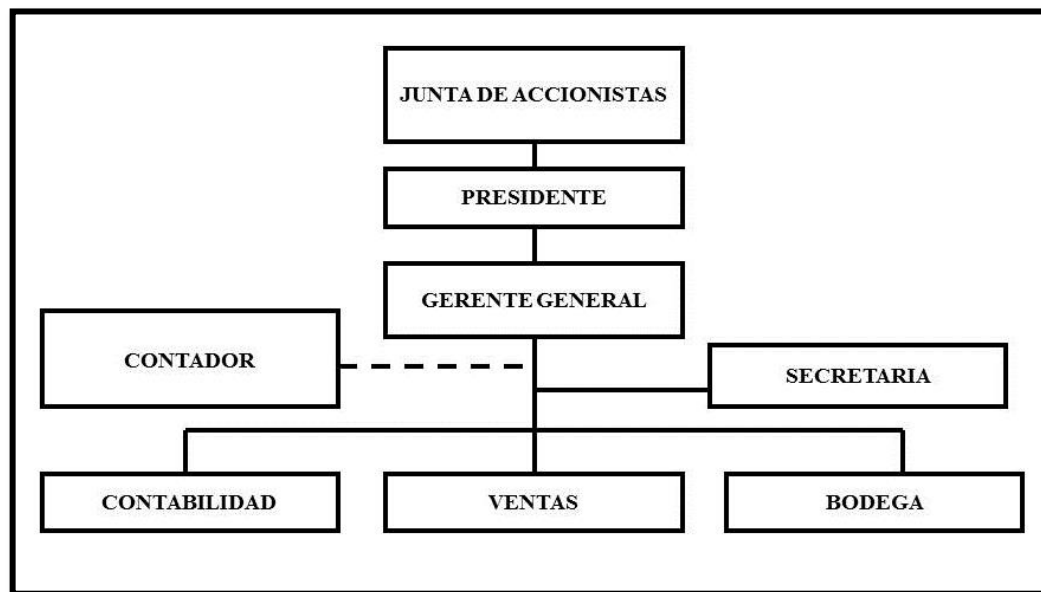 JUNTA DE ACCIONISTAS
PRESIDENTE
GERENTE GENERAL
CONTADOR
SECRETARIA
CONTABILIDAD
VENTAS
BODEGA